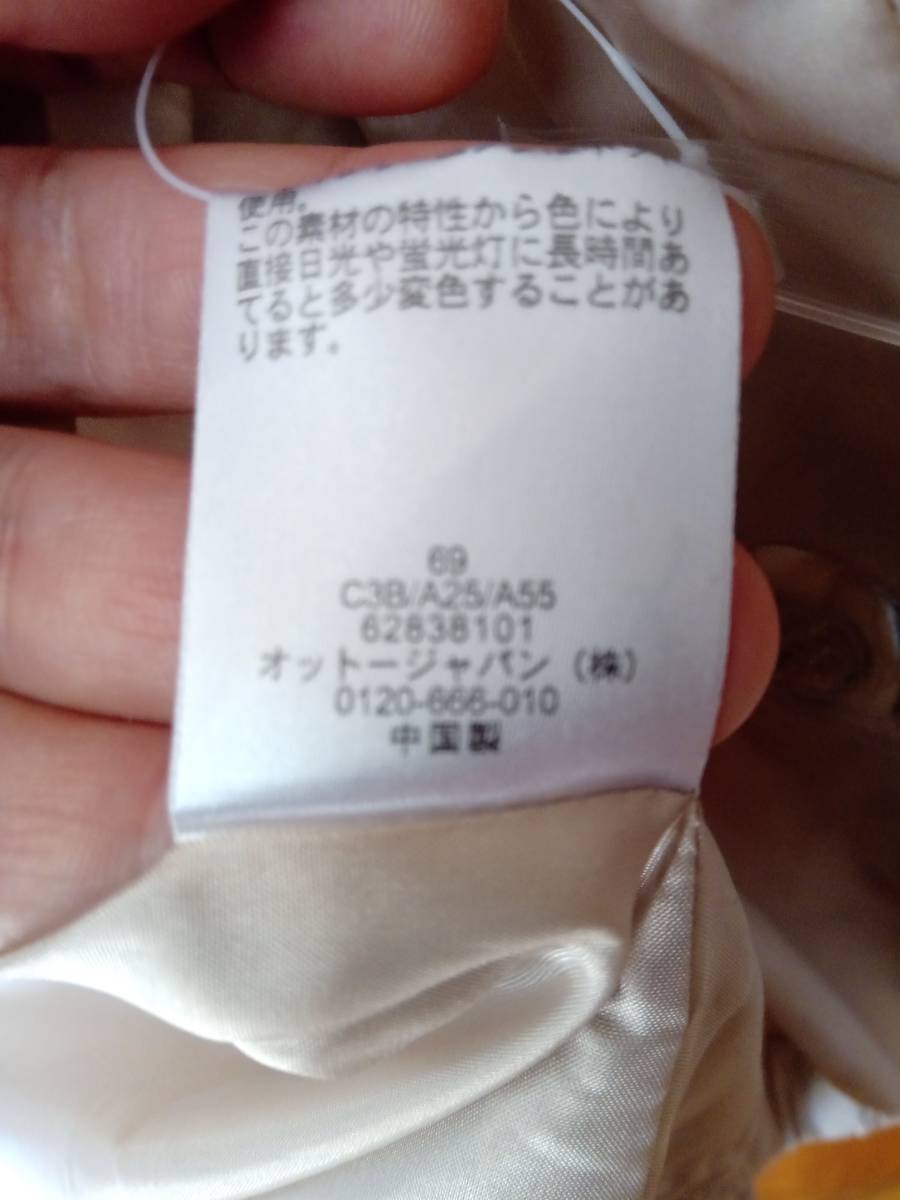 使用。
この素材の特性から色により
直接日光や蛍光灯に長時間あ
てると多少変色することがあ
ります。
69
C3B/A25/A55
62838101
オットージャパン（株）
0120-666-010
中国製